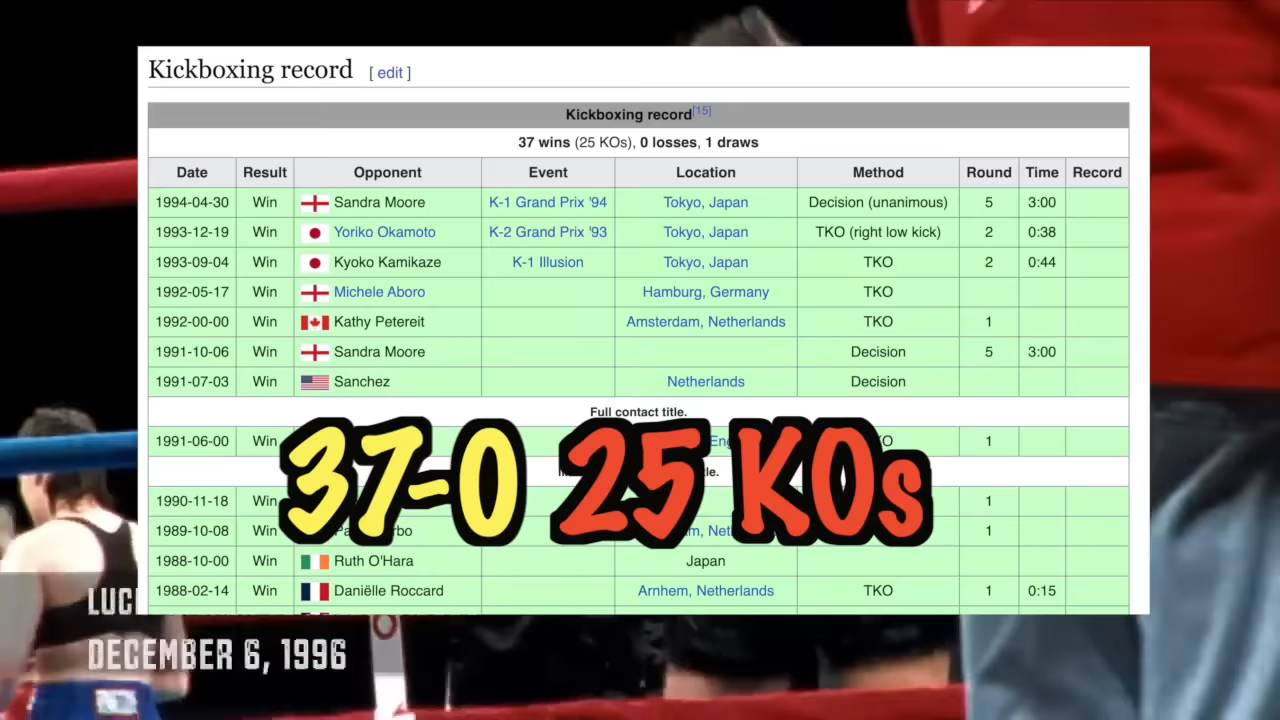 Kickboxing record [ edit ]
Kickboxing record[15]
37 wins (25 KOs), 0 losses, 1 draws
Date Result Opponent Event Location Method Round Time Record
1994-04-30 Win Sandra Moore K-1 Grand Prix '94 Tokyo, Japan Decision (unanimous) 5 3:00
1993-12-19 Win Yoriko Okamoto K-2 Grand Prix '93 Tokyo, Japan TKO (right low kick) 2 0:38
1993-09-04 Win Kyoko Kamikaze K-1 Illusion Tokyo, Japan TKO 2 0:44
1992-05-17 Win Michele Aboro Hamburg, Germany TKO
1992-00-00 Win Kathy Petereit Amsterdam, Netherlands TKO 1
1991-10-06 Win Sandra Moore Decision 5 3:00
1991-07-03 Win Sanchez Netherlands Decision
Full contact title.
1991-06-00 Win 1
37-0 25 KOs
1990-11-18 Win 1
1989-10-08 Win 1
1988-10-00 Win Ruth O'Hara Japan
1988-02-14 Win Daniëlle Roccard Arnhem, Netherlands TKO 1 0:15
DECEMBER 6, 1996